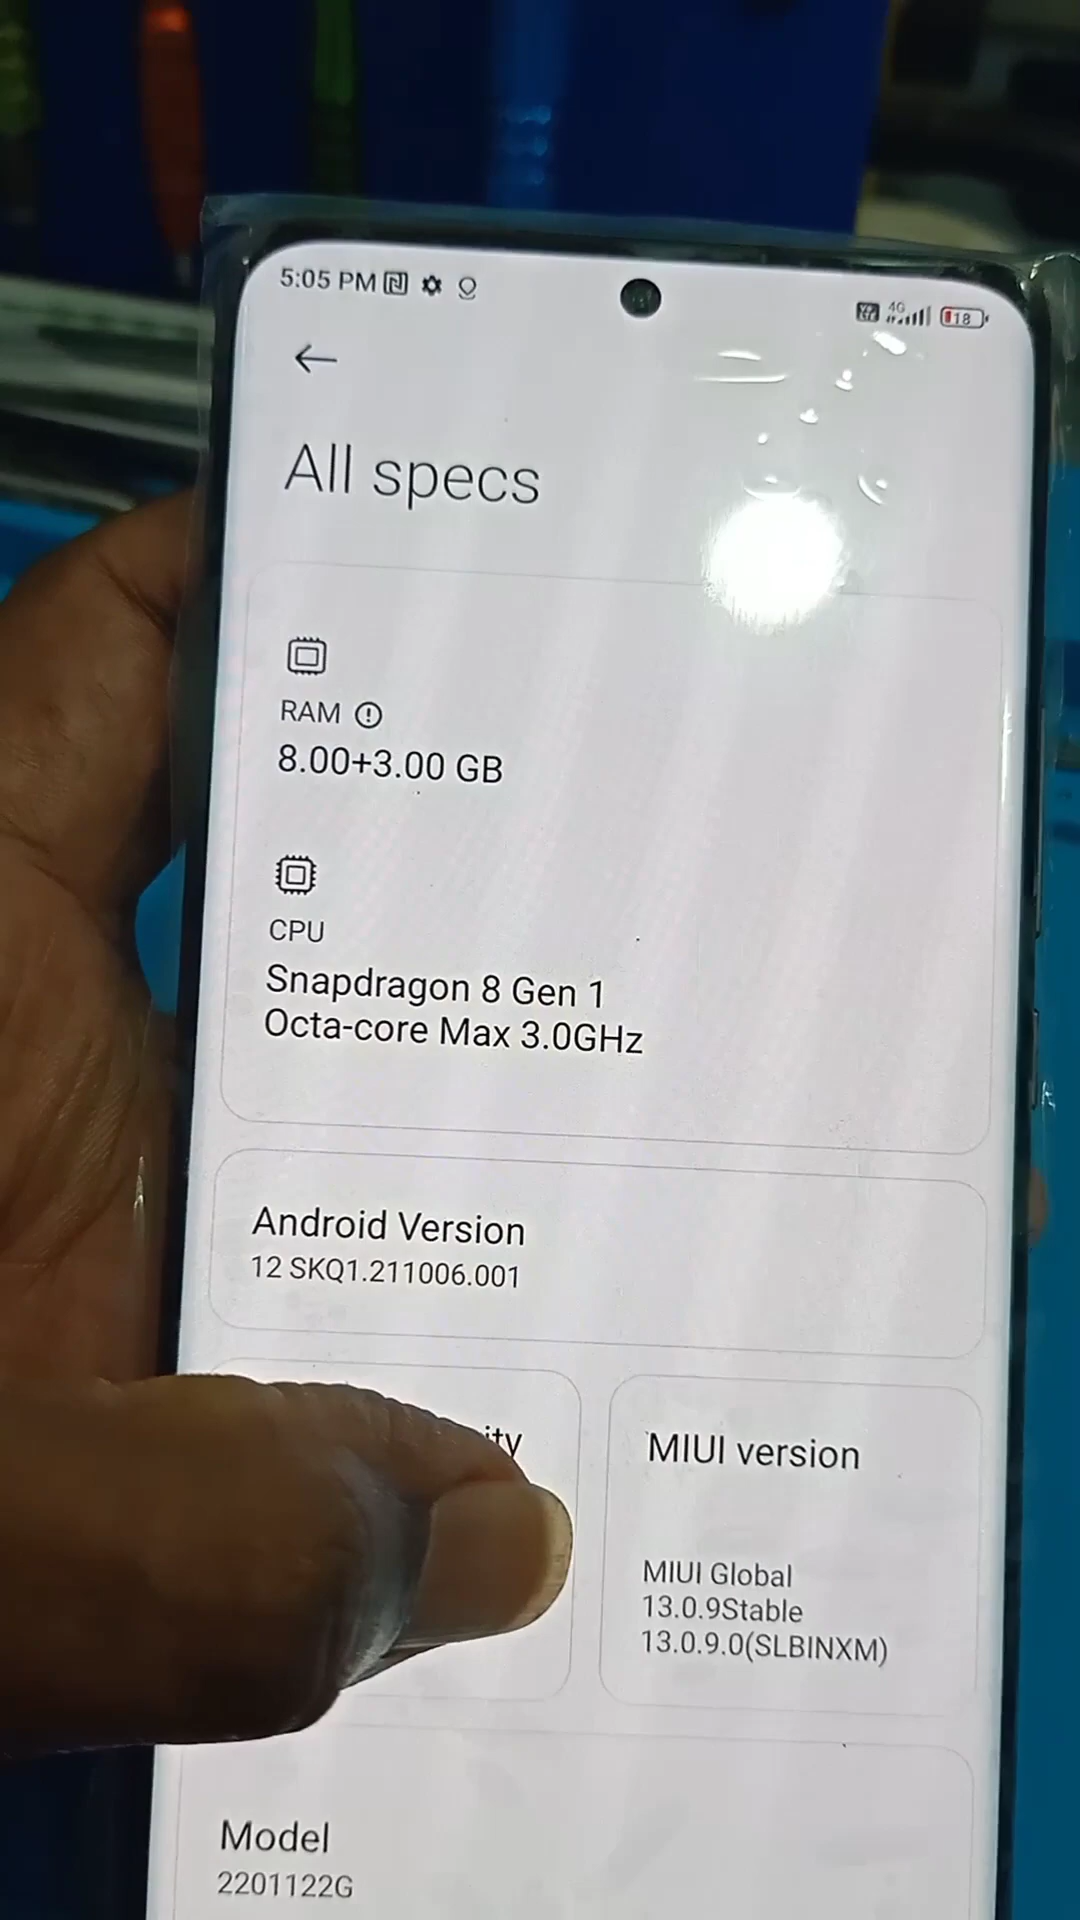 5:05 PM
4G
18
All specs
RAM
8.00+3.00 GB
CPU
Snapdragon 8 Gen 1
Octa-core Max 3.0GHz
Android Version
12 SKQ1.211006.001
MIUI version
MIUI Global
13.0.9Stable
13.0.9.0(SLBINXM)
Model
2201122G